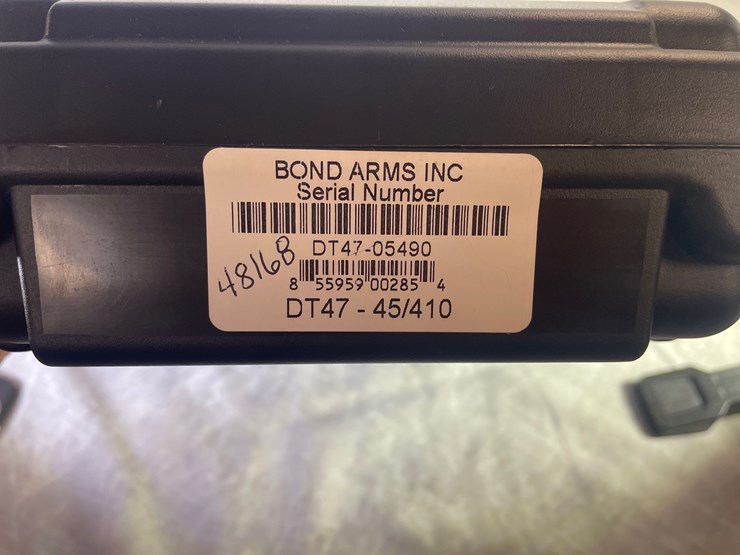 BOND ARMS INC
Serial Number
DT47-05490
48168
8 55959 00285 4
DT47 - 45/410